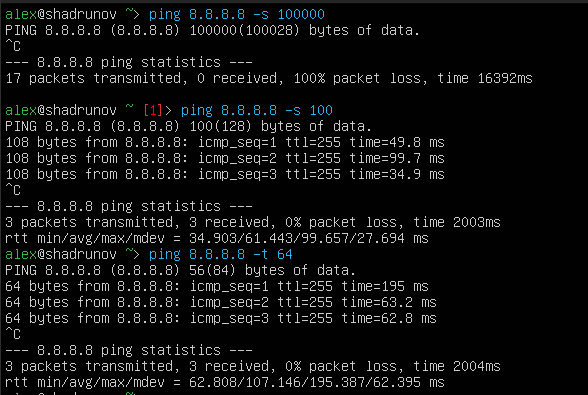 alex@shadrunov ~> ping 8.8.8.8 -s 100000
PING 8.8.8.8 (8.8.8.8) 100000(100028) bytes of data.
^C
--- 8.8.8.8 ping statistics ---
17 packets transmitted, 0 received, 100% packet loss, time 16392ms

alex@shadrunov ~ [1]> ping 8.8.8.8 -s 100
PING 8.8.8.8 (8.8.8.8) 100(128) bytes of data.
108 bytes from 8.8.8.8: icmp_seq=1 ttl=255 time=49.8 ms
108 bytes from 8.8.8.8: icmp_seq=2 ttl=255 time=99.7 ms
108 bytes from 8.8.8.8: icmp_seq=3 ttl=255 time=34.9 ms
^C
--- 8.8.8.8 ping statistics ---
3 packets transmitted, 3 received, 0% packet loss, time 2003ms
rtt min/avg/max/mdev = 34.903/61.443/99.657/27.694 ms
alex@shadrunov ~> ping 8.8.8.8 -t 64
PING 8.8.8.8 (8.8.8.8) 56(84) bytes of data.
64 bytes from 8.8.8.8: icmp_seq=1 ttl=255 time=195 ms
64 bytes from 8.8.8.8: icmp_seq=2 ttl=255 time=63.2 ms
64 bytes from 8.8.8.8: icmp_seq=3 ttl=255 time=62.8 ms
^C
--- 8.8.8.8 ping statistics ---
3 packets transmitted, 3 received, 0% packet loss, time 2004ms
rtt min/avg/max/mdev = 62.808/107.146/195.387/62.395 ms